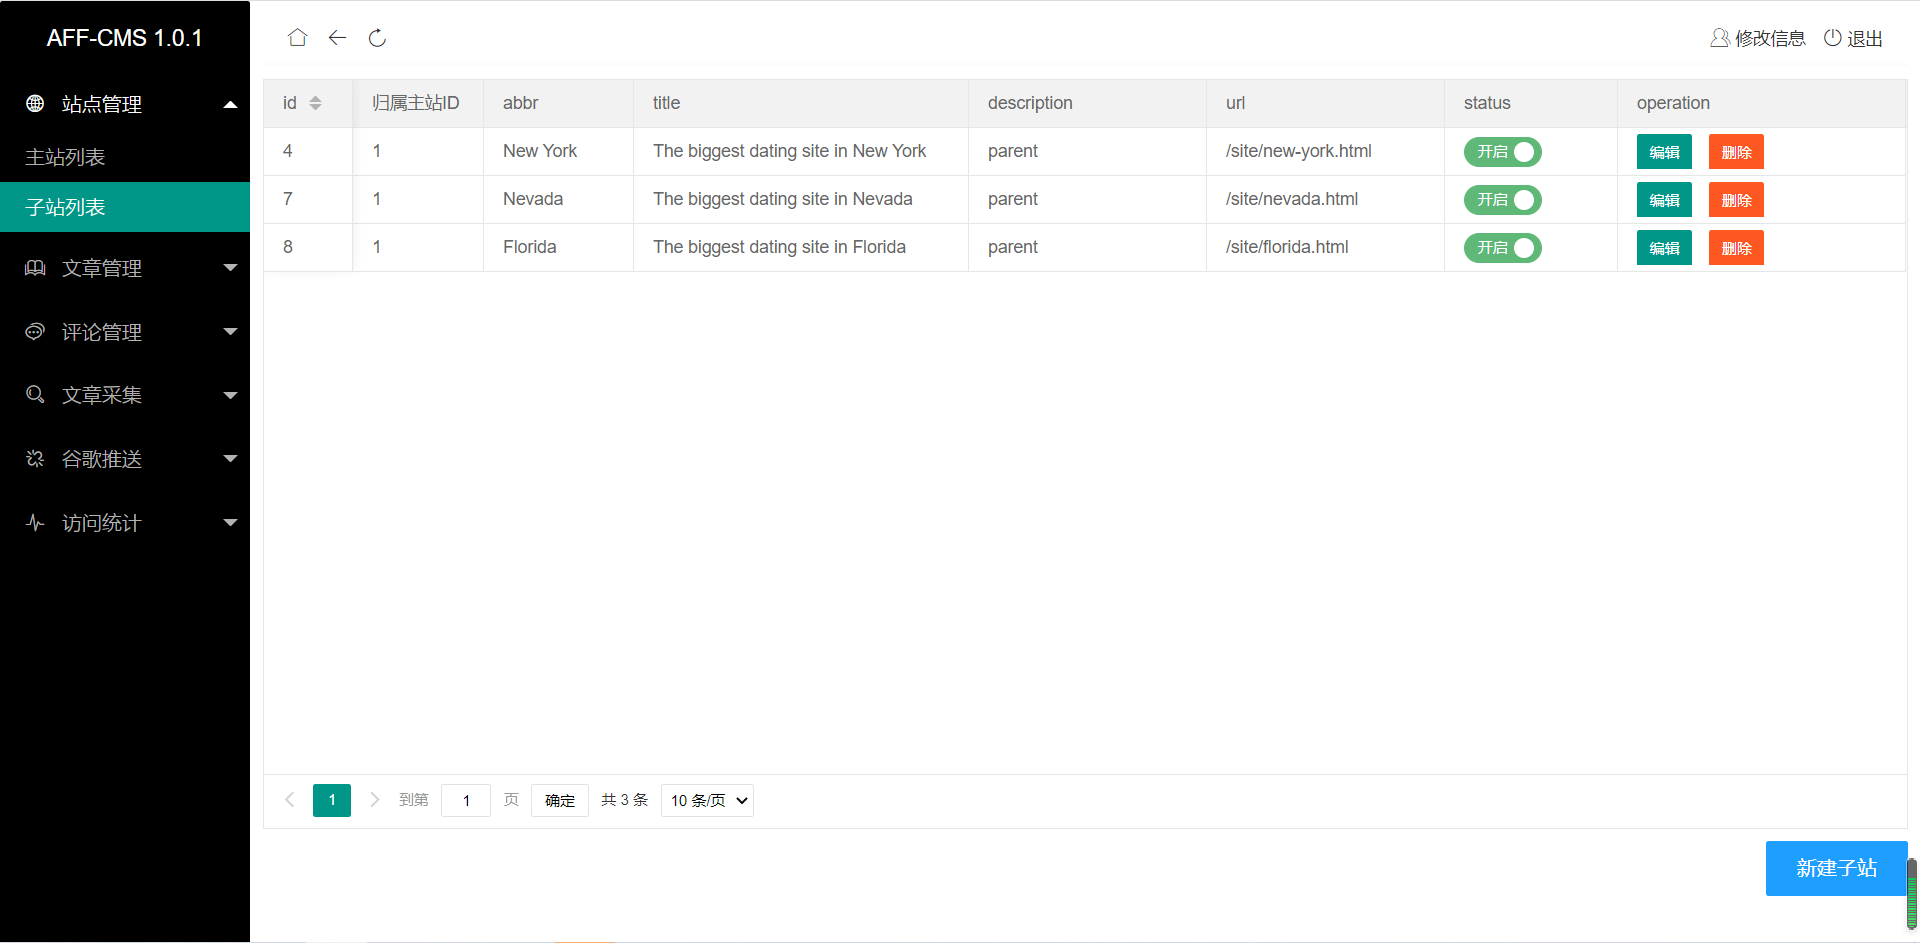 AFF-CMS 1.0.1
站点管理
主站列表
子站列表
文章管理
评论管理
文章采集
谷歌推送
访问统计
修改信息 退出
id 归属主站ID abbr title description url status operation
4 1 New York The biggest dating site in New York parent /site/new-york.html 开启 编辑 删除
7 1 Nevada The biggest dating site in Nevada parent /site/nevada.html 开启 编辑 删除
8 1 Florida The biggest dating site in Florida parent /site/florida.html 开启 编辑 删除
1 到第 1 页 确定 共 3 条 10 条/页
新建子站